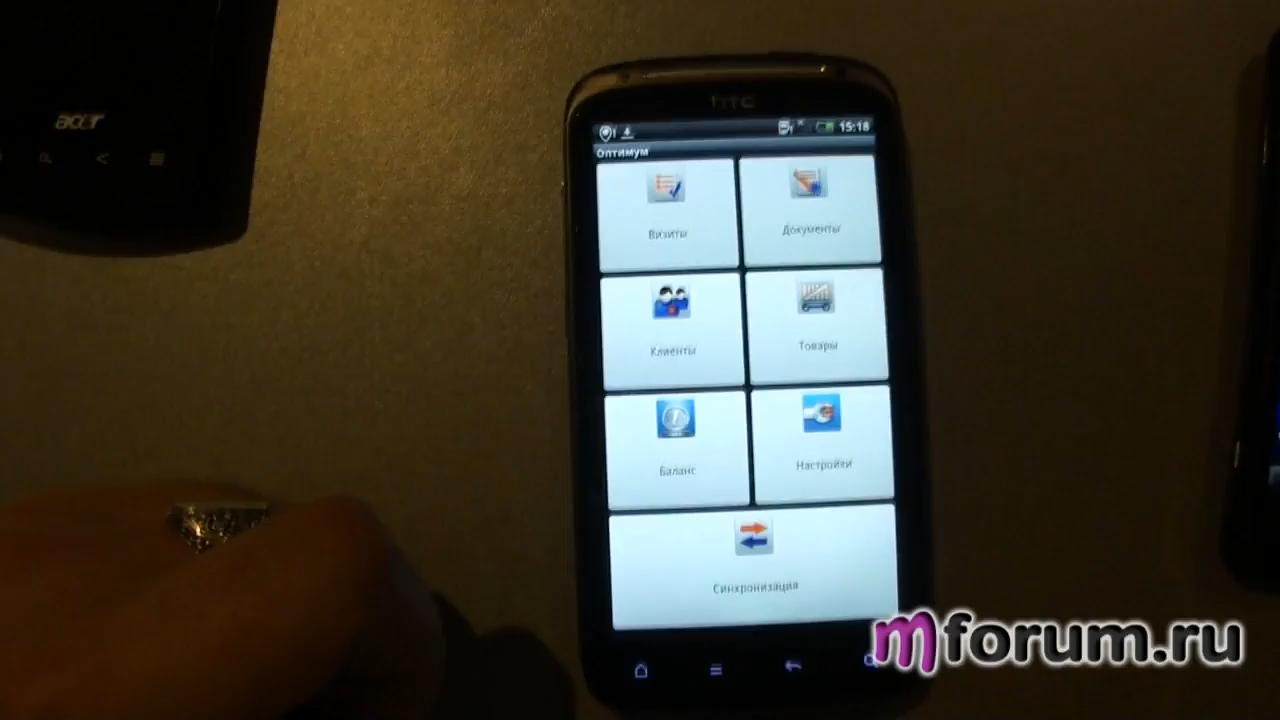 acer
hTC
15:18
Оптимум
Визиты
Документы
Клиенты
Товары
Баланс
Настройки
Синхронизация
mforum.ru